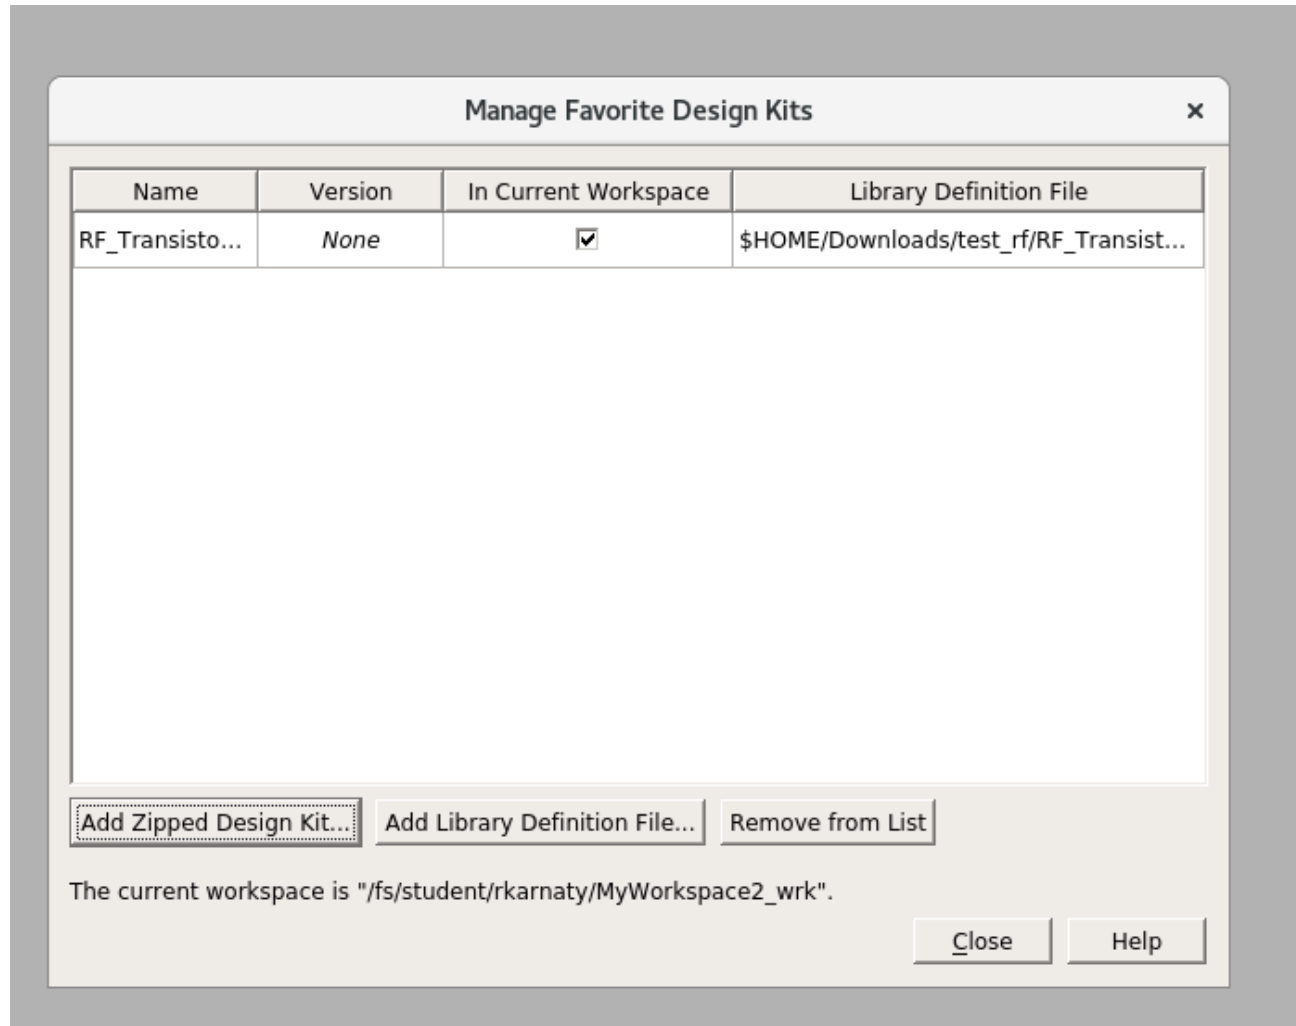 Manage Favorite Design Kits
Name Version In Current Workspace Library Definition File
RF_Transisto... None $HOME/Downloads/test_rf/RF_Transist...
Add Zipped Design Kit... Add Library Definition File... Remove from List
The current workspace is "/fs/student/rkarnaty/MyWorkspace2_wrk".
Close Help